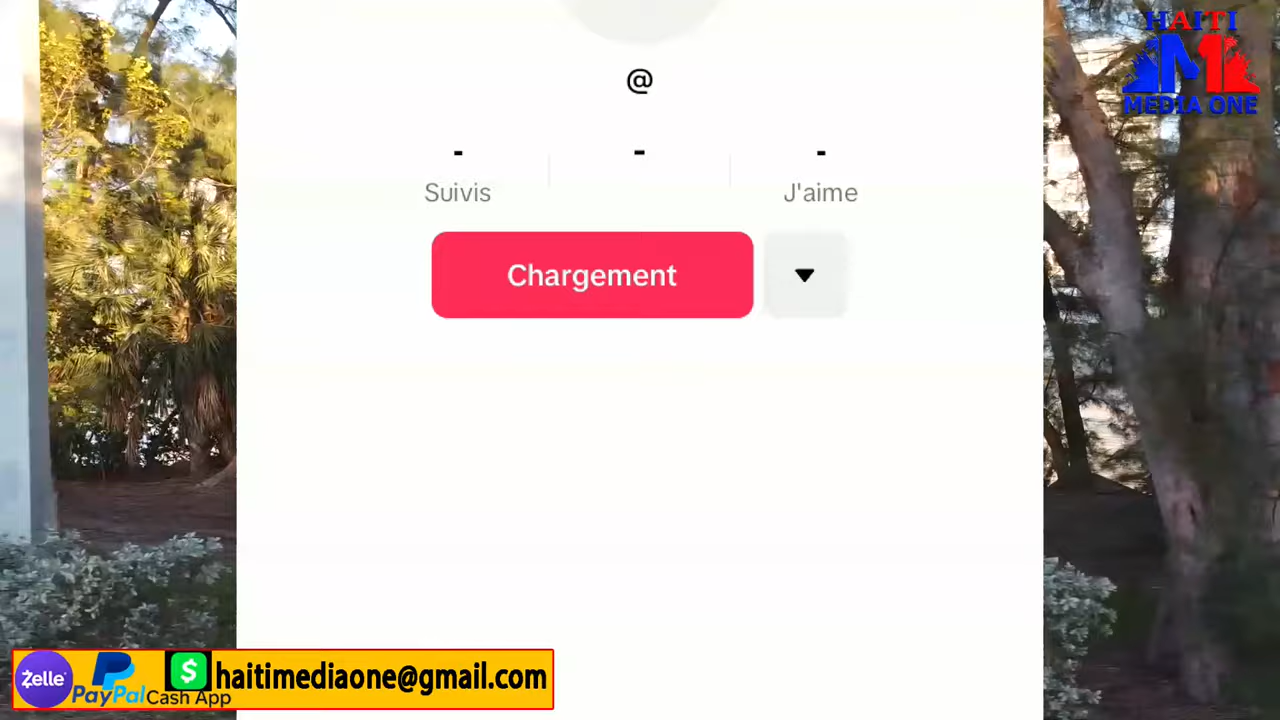 HAITI
M
MEDIA ONE
@
- - -
Suivis
J'aime
Chargement
Zelle
PayPal
$
Cash App
haitimediaone@gmail.com